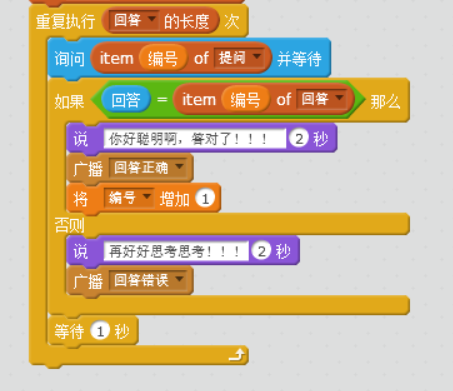 重复执行 回答 的长度 次
询问 item 编号 of 提问 并等待
如果 回答 = item 编号 of 回答 那么
说 你好聪明啊，答对了！！！ 2 秒
广播 回答正确
将 编号 增加 1
否则
说 再好好思考思考！！！ 2 秒
广播 回答错误
等待 1 秒